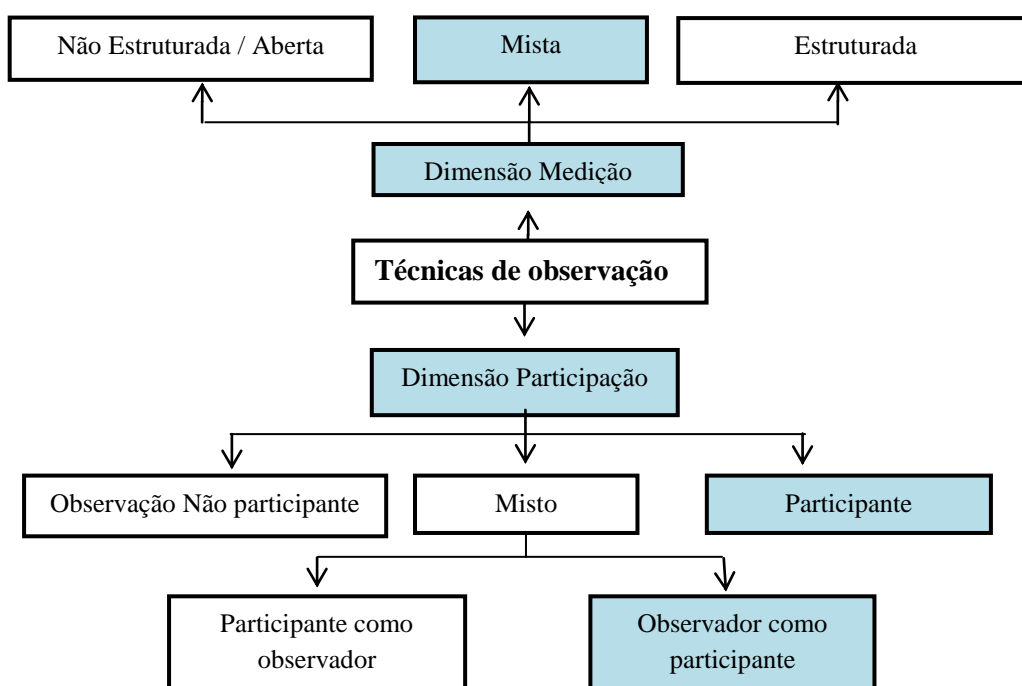 Não Estruturada / Aberta
Mista
Estruturada
Dimensão Medição
Técnicas de observação
Dimensão Participação
Observação Não participante
Misto
Participante
Participante como
observador
Observador como
participante